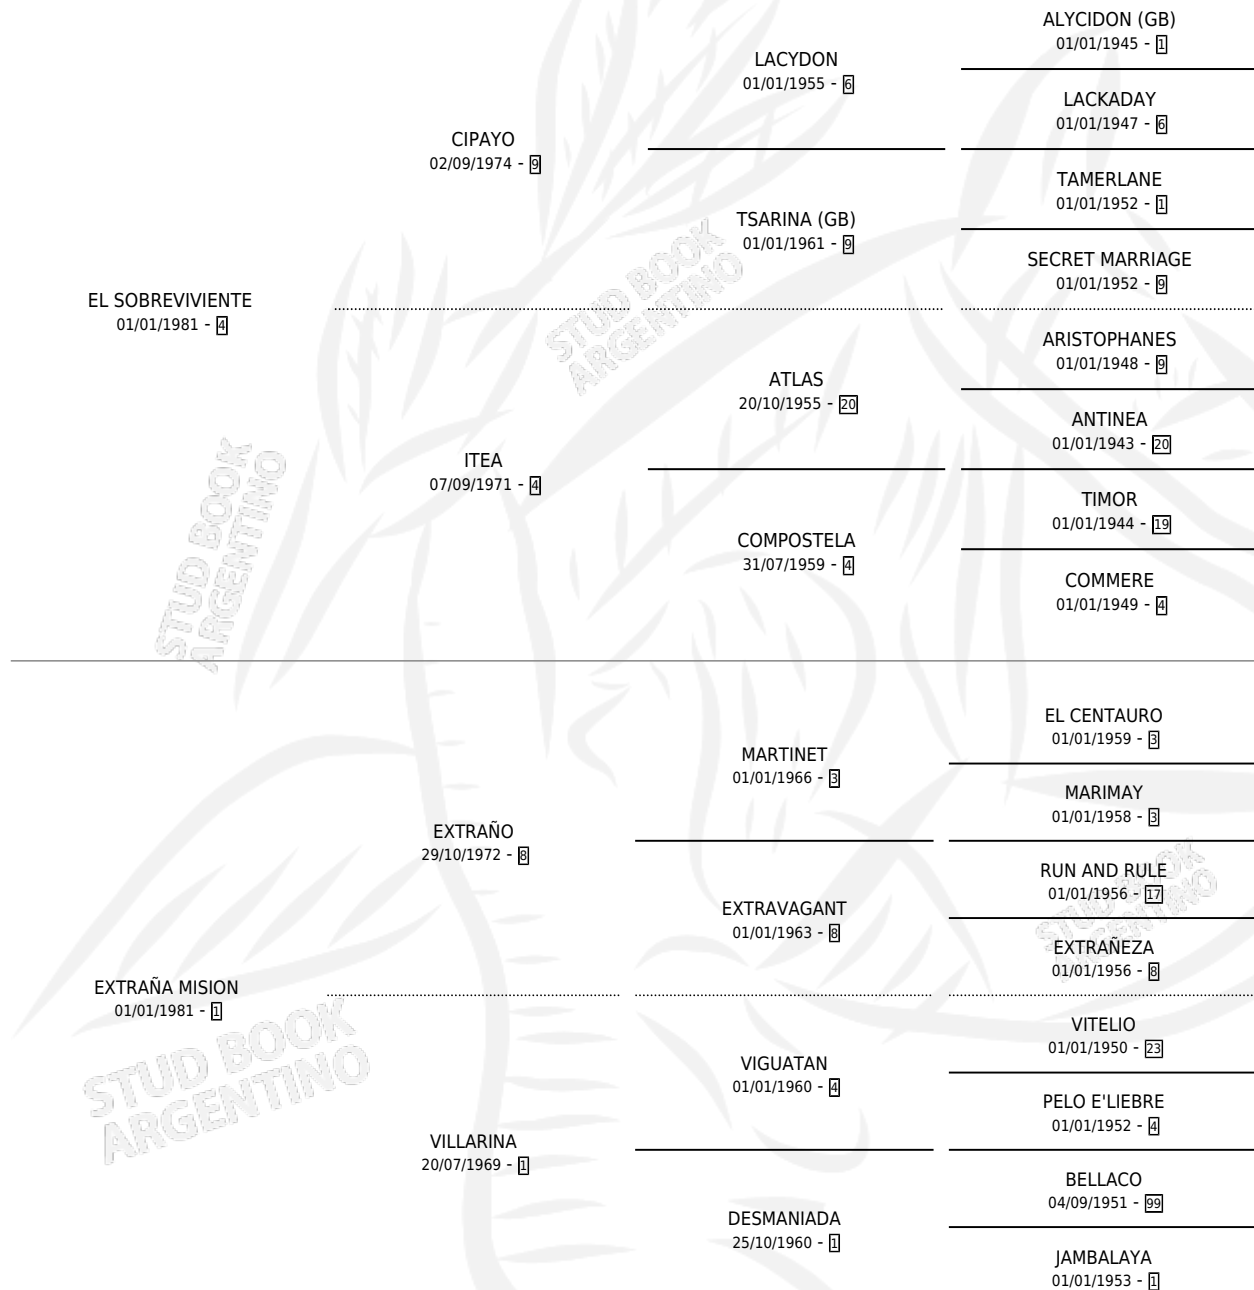 ALYCIDON (GB)
01/01/1945 - 1
LACYDON
01/01/1955 - 6
LACKADAY
01/01/1947 - 6
CIPAYO
02/09/1974 - 9
TAMERLANE
01/01/1952 - 1
TSARINA (GB)
01/01/1961 - 9
SECRET MARRIAGE
01/01/1952 - 9
EL SOBREVIVIENTE
01/01/1981 - 4
ARISTOPHANES
01/01/1948 - 9
ATLAS
20/10/1955 - 20
ANTINEA
01/01/1943 - 20
ITEA
07/09/1971 - 4
TIMOR
01/01/1944 - 19
COMPOSTELA
31/07/1959 - 4
COMMERE
01/01/1949 - 4
STUD BOOK
ARGENTINO
STUD BOOK
ARGENTINO
EL CENTAURO
01/01/1959 - 3
MARTINET
01/01/1966 - 3
MARIMAY
01/01/1958 - 3
EXTRAÑO
29/10/1972 - 8
RUN AND RULE
01/01/1956 - 17
EXTRAVAGANT
01/01/1963 - 8
EXTRAÑEZA
01/01/1956 - 8
EXTRAÑA MISION
01/01/1981 - 1
VITELIO
01/01/1950 - 23
VIGUATAN
01/01/1960 - 4
PELO E'LIEBRE
01/01/1952 - 4
VILLARINA
20/07/1969 - 1
BELLACO
04/09/1951 - 99
DESMANIADA
25/10/1960 - 1
JAMBALAYA
01/01/1953 - 1
STUD BOOK
ARGENTINO
STUD BOOK
ARGENTINO